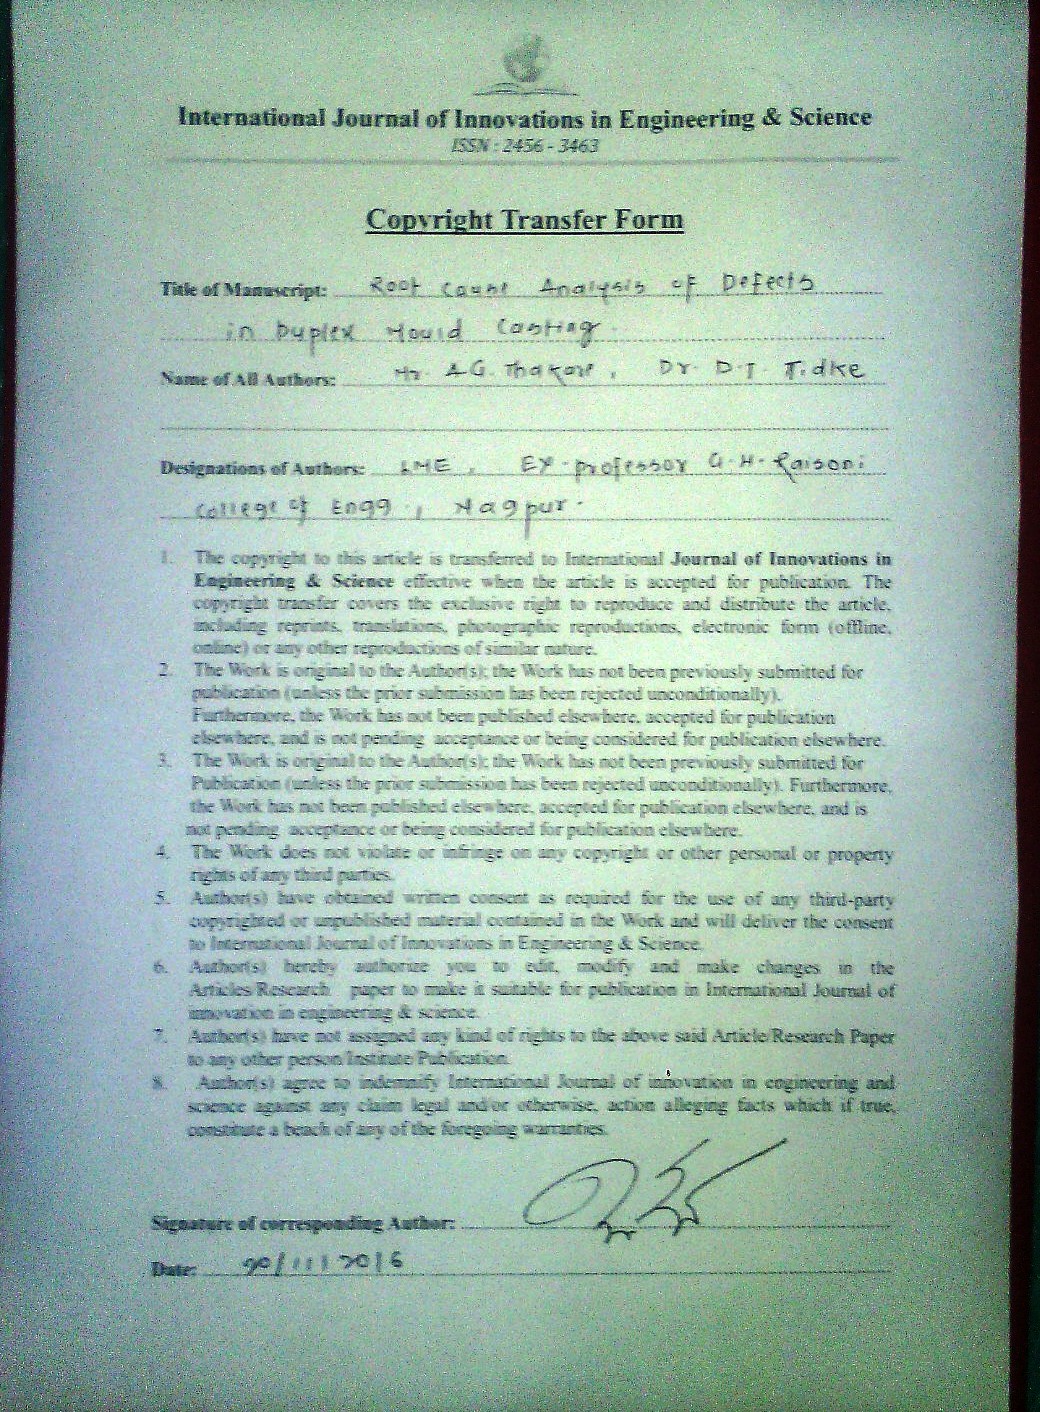 International Journal of Innovations in Engineering & Science
ISSN : 2456 - 3463
Copyright Transfer Form
Title of Manuscript: Root Cause Analysis of Defects
in Duplex Mould Casting.
Name of All Authors: Mr. A.G. Thakare, Dr. D.J. Tidke
Designations of Authors: LME, EX-professor G.H. Raisoni
College of Engg., Nagpur.
1. The copyright to this article is transferred to International Journal of Innovations in
Engineering & Science effective when the article is accepted for publication. The
copyright transfer covers the exclusive right to reproduce and distribute the article,
including reprints, translations, photographic reproductions, electronic form (offline,
online) or any other reproductions of similar nature.
2. The Work is original to the Author(s); the Work has not been previously submitted for
publication (unless the prior submission has been rejected unconditionally).
Furthermore, the Work has not been published elsewhere, accepted for publication
elsewhere, and is not pending acceptance or being considered for publication elsewhere.
3. The Work is original to the Author(s); the Work has not been previously submitted for
Publication (unless the prior submission has been rejected unconditionally). Furthermore,
the Work has not been published elsewhere, accepted for publication elsewhere, and is
not pending acceptance or being considered for publication elsewhere.
4. The Work does not violate or infringe on any copyright or other personal or property
rights of any third parties.
5. Author(s) have obtained written consent as required for the use of any third-party
copyrighted or unpublished material contained in the Work and will deliver the consent
to International Journal of Innovations in Engineering & Science.
6. Author(s) hereby authorize you to edit, modify and make changes in the
Articles/Research paper to make it suitable for publication in International Journal of
innovation in engineering & science.
7. Author(s) have not assigned any kind of rights to the above said Article/Research Paper
to any other person/Institute/Publication.
8. Author(s) agree to indemnify International Journal of innovation in engineering and
science against any claim legal and/or otherwise, action alleging facts which if true,
constitute a beach of any of the foregoing warranties.
Signature of corresponding Author:
Date: /11/2016